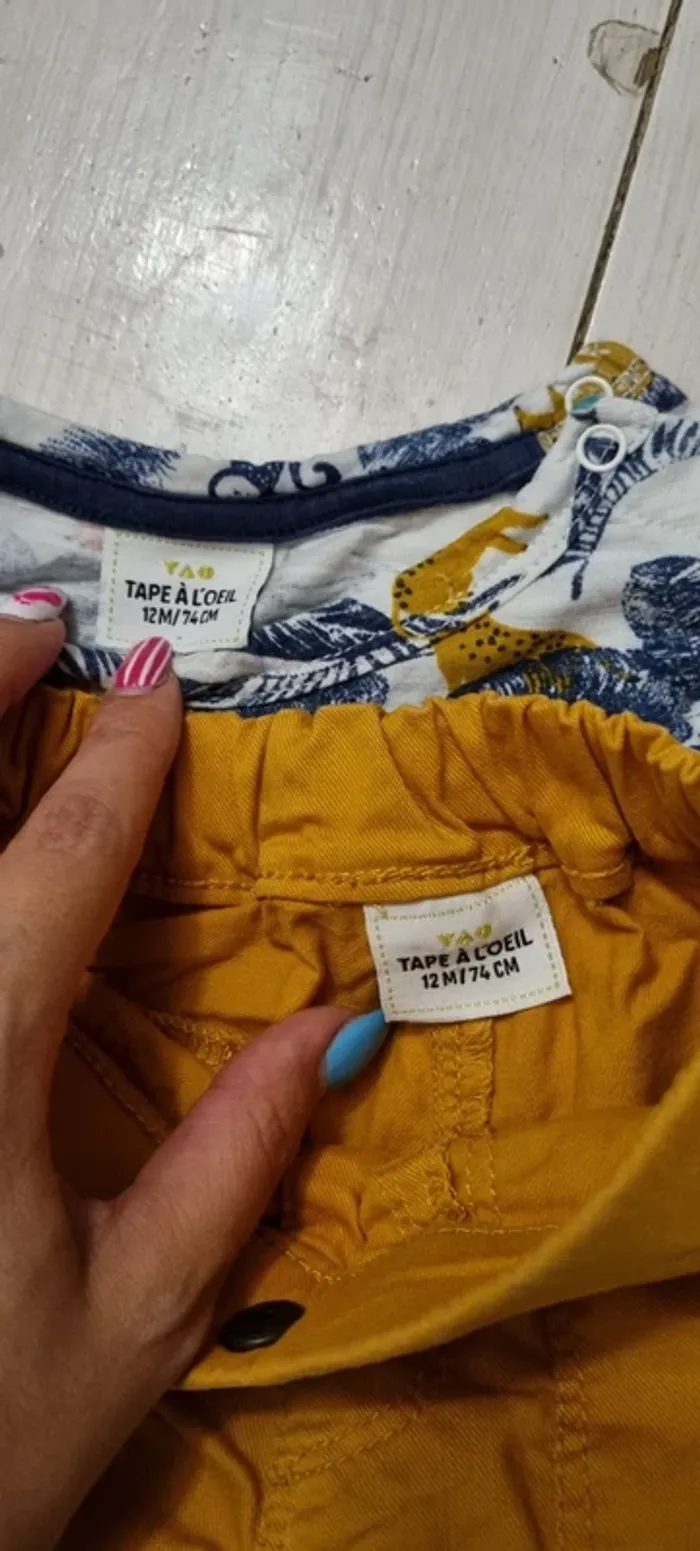 TAO
TAPE À L'OEIL
12M/74CM
TAO
TAPE À L'OEIL
12M/74CM